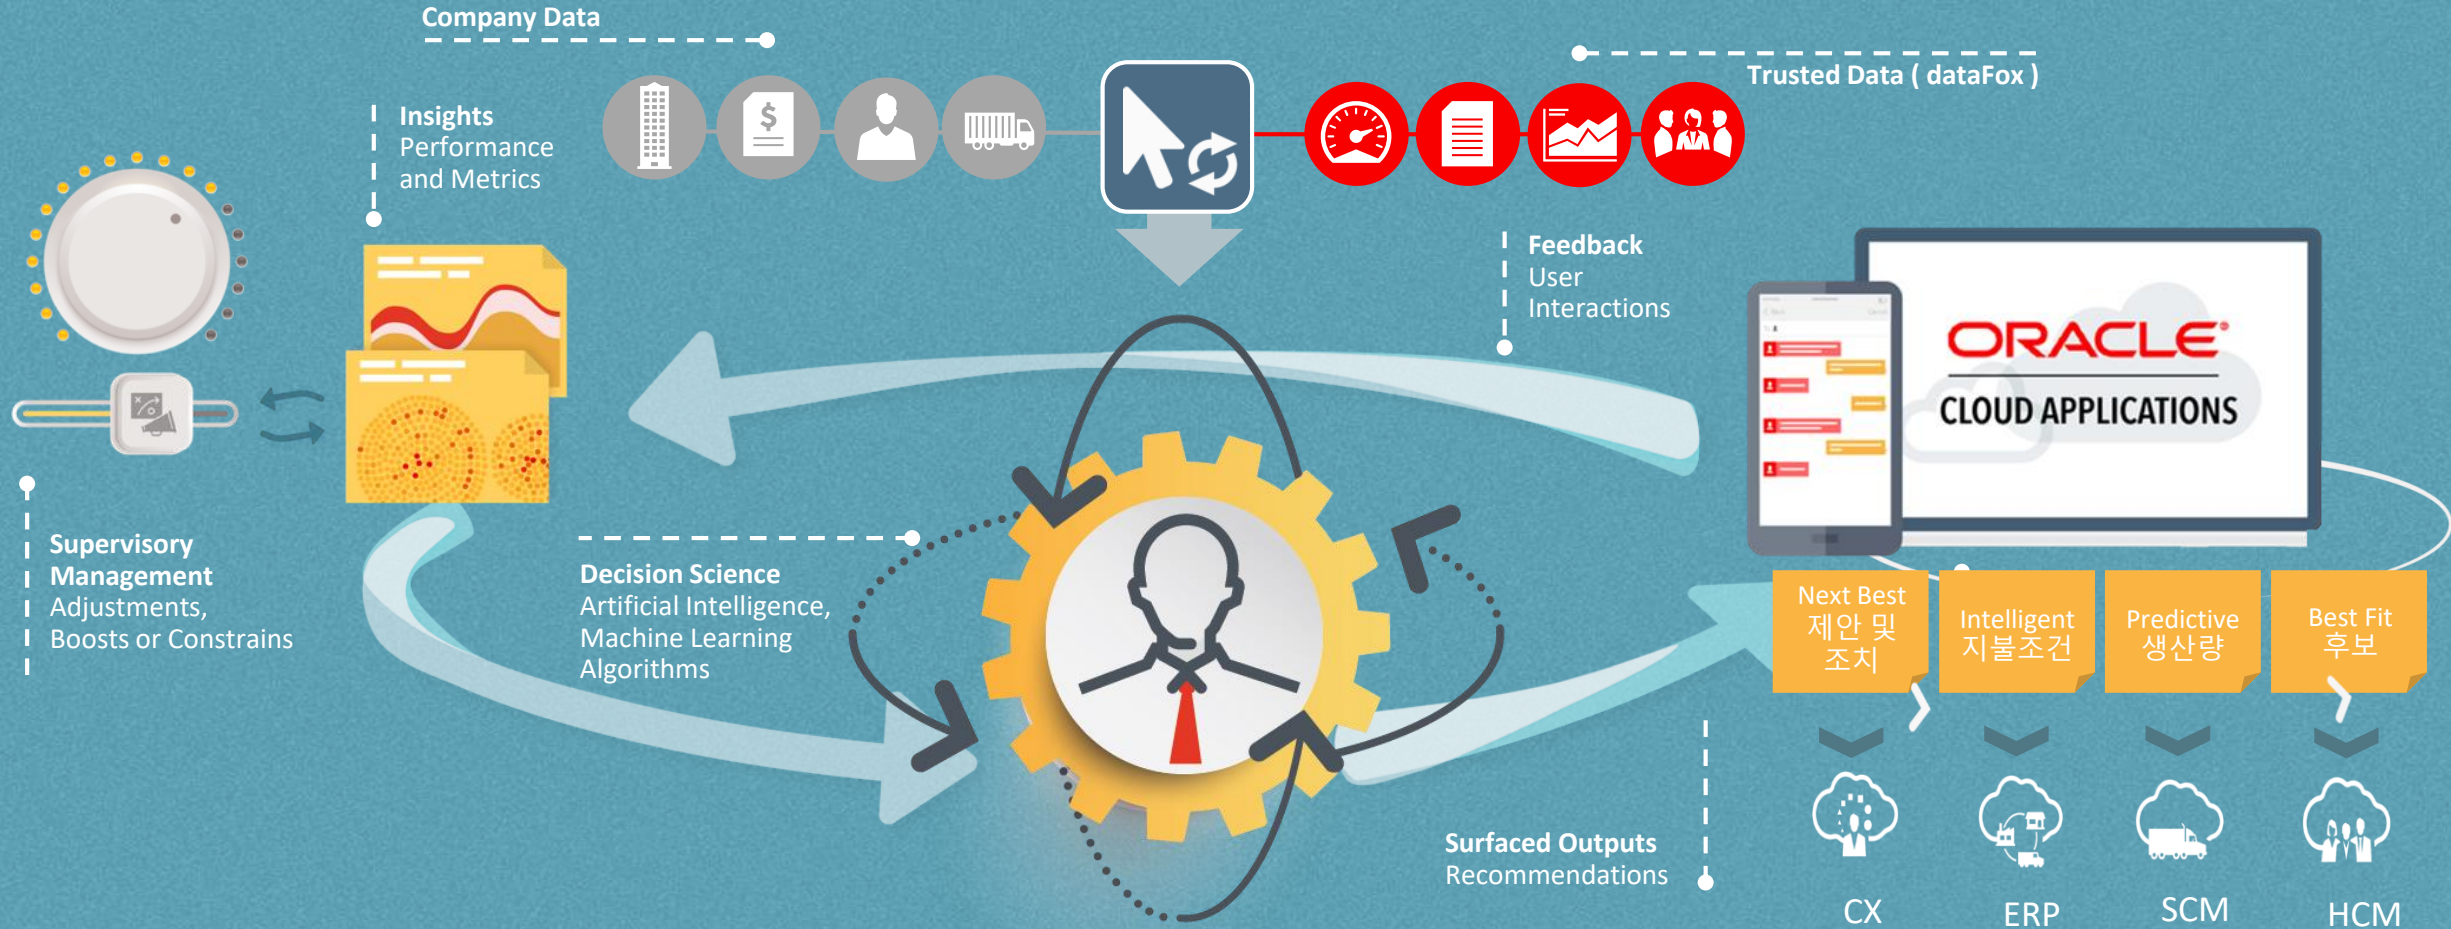 Company Data
Trusted Data ( dataFox )
Insights
Performance
and Metrics
$
Feedback
User
Interactions
ORACLE
CLOUD APPLICATIONS
Supervisory
Management
Adjustments,
Boosts or Constrains
Decision Science
Artificial Intelligence,
Machine Learning
Algorithms
Next Best
제안 및
조치
Intelligent
지불조건
Predictive
생산량
Best Fit
후보
Surfaced Outputs
Recommendations
CX
ERP
SCM
HCM